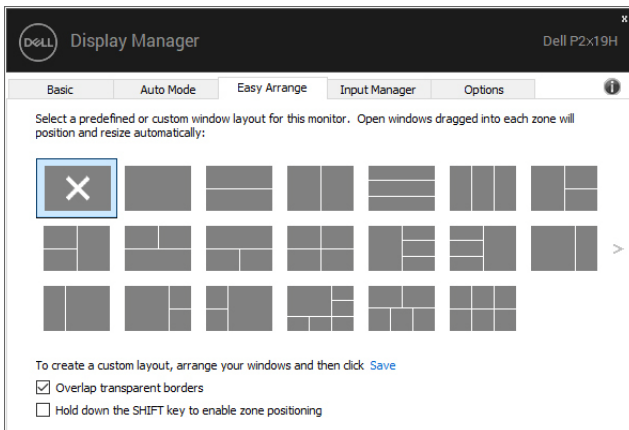 x
DELL Display Manager Dell P2x19H
Basic Auto Mode Easy Arrange Input Manager Options i
Select a predefined or custom window layout for this monitor. Open windows dragged into each zone will
position and resize automatically:
>
To create a custom layout, arrange your windows and then click Save
Overlap transparent borders
Hold down the SHIFT key to enable zone positioning